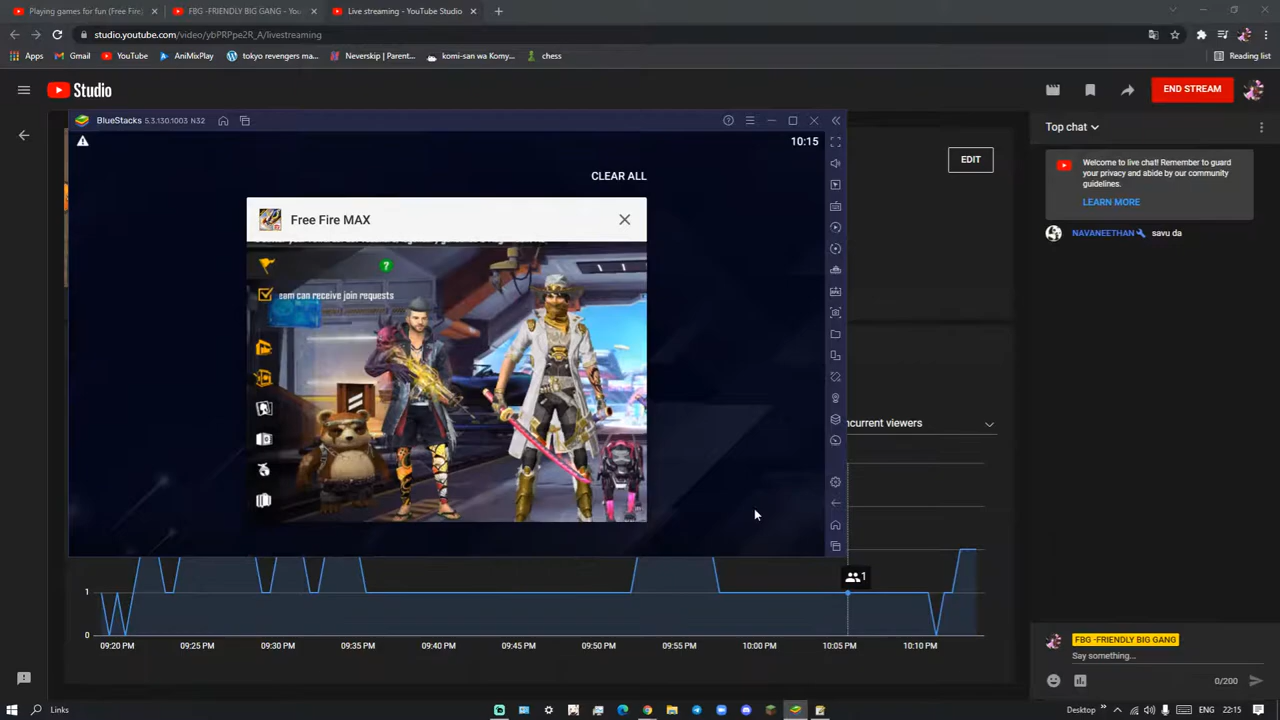 Playing games for fun (Free Fire)
FBG -FRIENDLY BIG GANG - You
Live streaming - YouTube Studio
studio.youtube.com/video/ybPRPpe2R_A/livestreaming
Apps
Gmail
YouTube
AniMixPlay
tokyo revengers ma...
Neverskip | Parent...
komi-san wa Komy...
chess
Reading list
Studio
END STREAM
BlueStacks 5.3.130.1003 N32
10:15
CLEAR ALL
Free Fire MAX
?
eam can receive join requests
EDIT
Top chat
Welcome to live chat! Remember to guard
your privacy and abide by our community
guidelines.
LEARN MORE
NAVANEETHAN savu da
ncurrent viewers
1
1
0
09:20 PM 09:25 PM 09:30 PM 09:35 PM 09:40 PM 09:45 PM 09:50 PM 09:55 PM 10:00 PM 10:05 PM 10:10 PM
FBG -FRIENDLY BIG GANG
Say something...
0/200
Links
Desktop
ENG
22:15